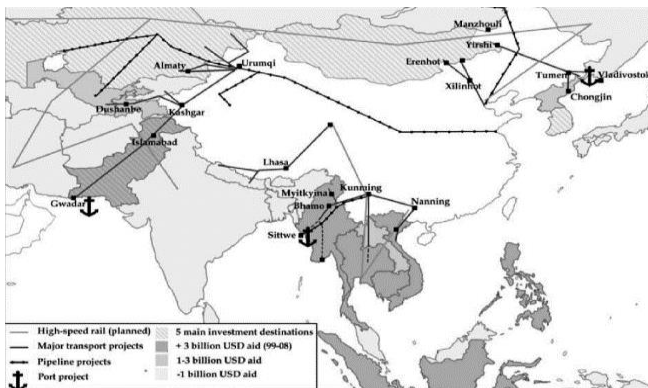 Manzhouli
Yirshi
Almaty
Urumqi
Erenhot
Tumen
Vladivostok
Xilinhot
Chongjin
Dushanbe
Kashgar
Islamabad
Lhasa
Gwadar
Myitkyina
Kunming
Bhamo
Nanning
Sittwe
High-speed rail (planned)
Major transport projects
Pipeline projects
Port project
5 main investment destinations
+ 3 billion USD aid (99-08)
1-3 billion USD aid
-1 billion USD aid